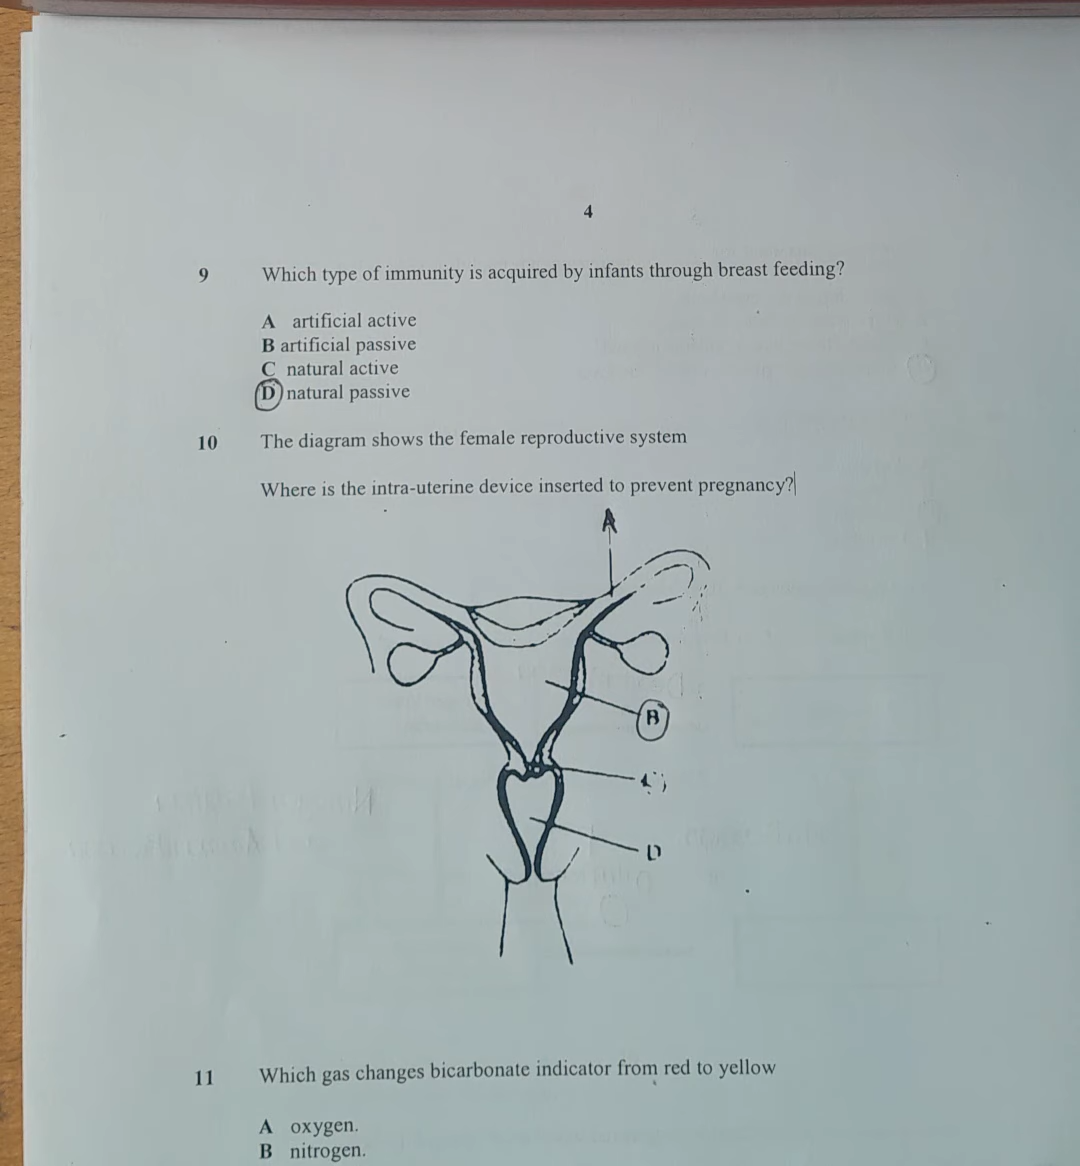 4
9 Which type of immunity is acquired by infants through breast feeding?
A artificial active
B artificial passive
C natural active
D natural passive
10 The diagram shows the female reproductive system
Where is the intra-uterine device inserted to prevent pregnancy?
A
B
D
11 Which gas changes bicarbonate indicator from red to yellow
A oxygen.
B nitrogen.